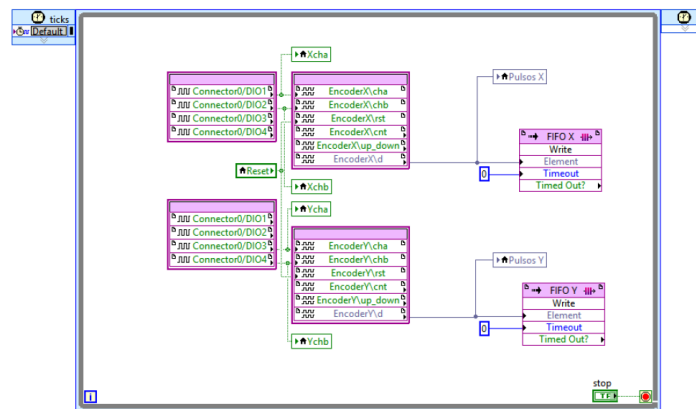 ticks
Default
Xcha
Connector0/DIO1
Connector0/DIO2
Connector0/DIO3
Connector0/DIO4
EncoderX\cha
EncoderX\chb
EncoderX\rst
EncoderX\cnt
EncoderX\up_down
EncoderX\d
Pulsos X
FIFO X
Write
Element
0
Timeout
Timed Out?
Reset
Xchb
Ycha
Connector0/DIO1
Connector0/DIO2
Connector0/DIO3
Connector0/DIO4
EncoderY\cha
EncoderY\chb
EncoderY\rst
EncoderY\cnt
EncoderY\up_down
EncoderY\d
Pulsos Y
FIFO Y
Write
Element
0
Timeout
Timed Out?
Ychb
stop
TF
i